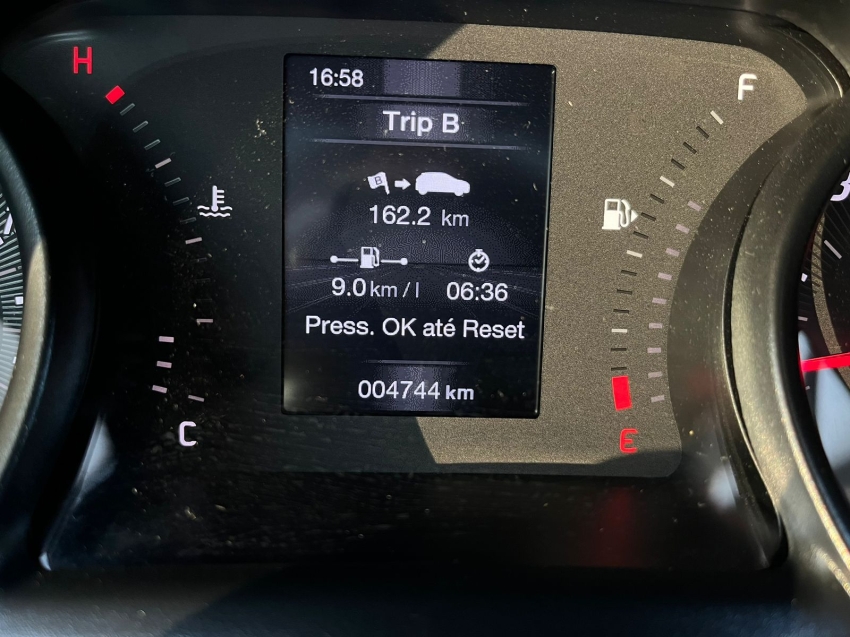 H
16:58
F
Trip B
B
162.2 km
9.0 km/l 06:36
Press. OK até Reset
004744 km
C
E